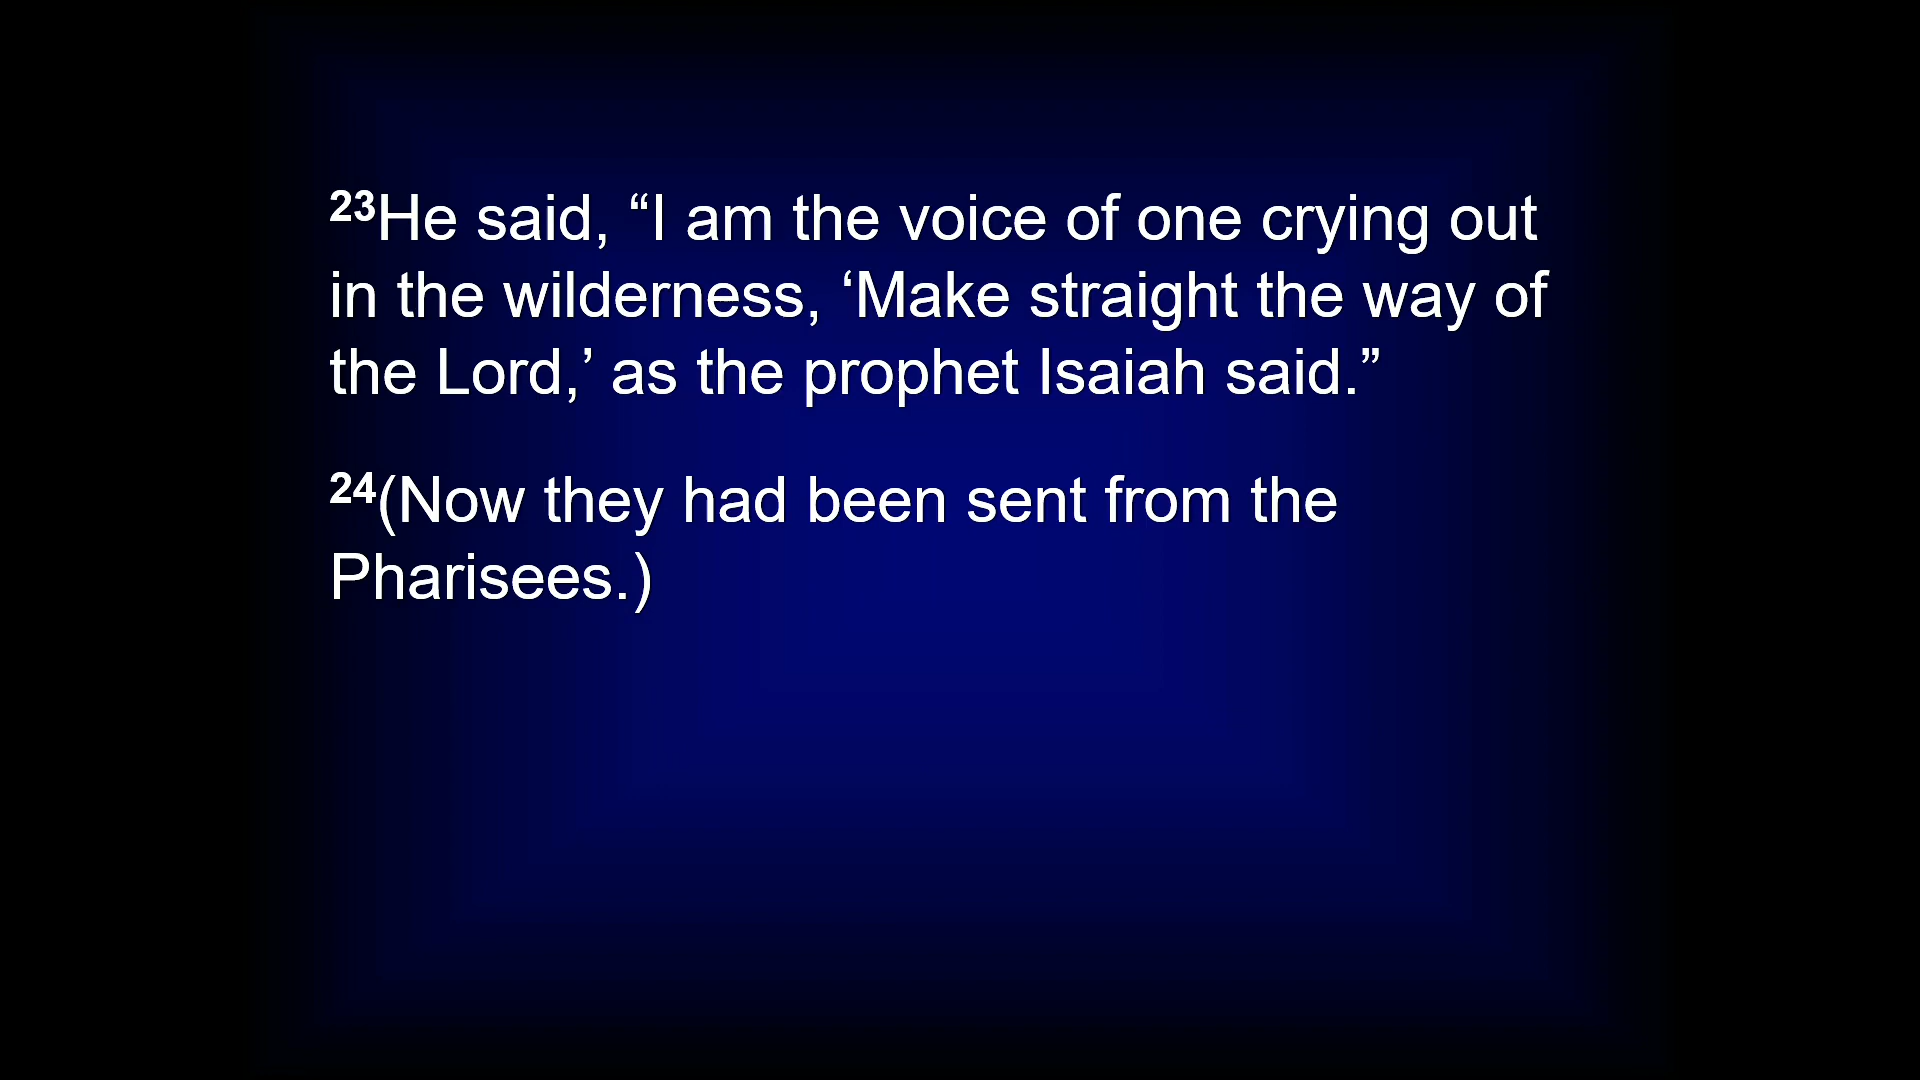 23He said, “I am the voice of one crying out
in the wilderness, ‘Make straight the way of
the Lord,’ as the prophet Isaiah said.”
24(Now they had been sent from the
Pharisees.)